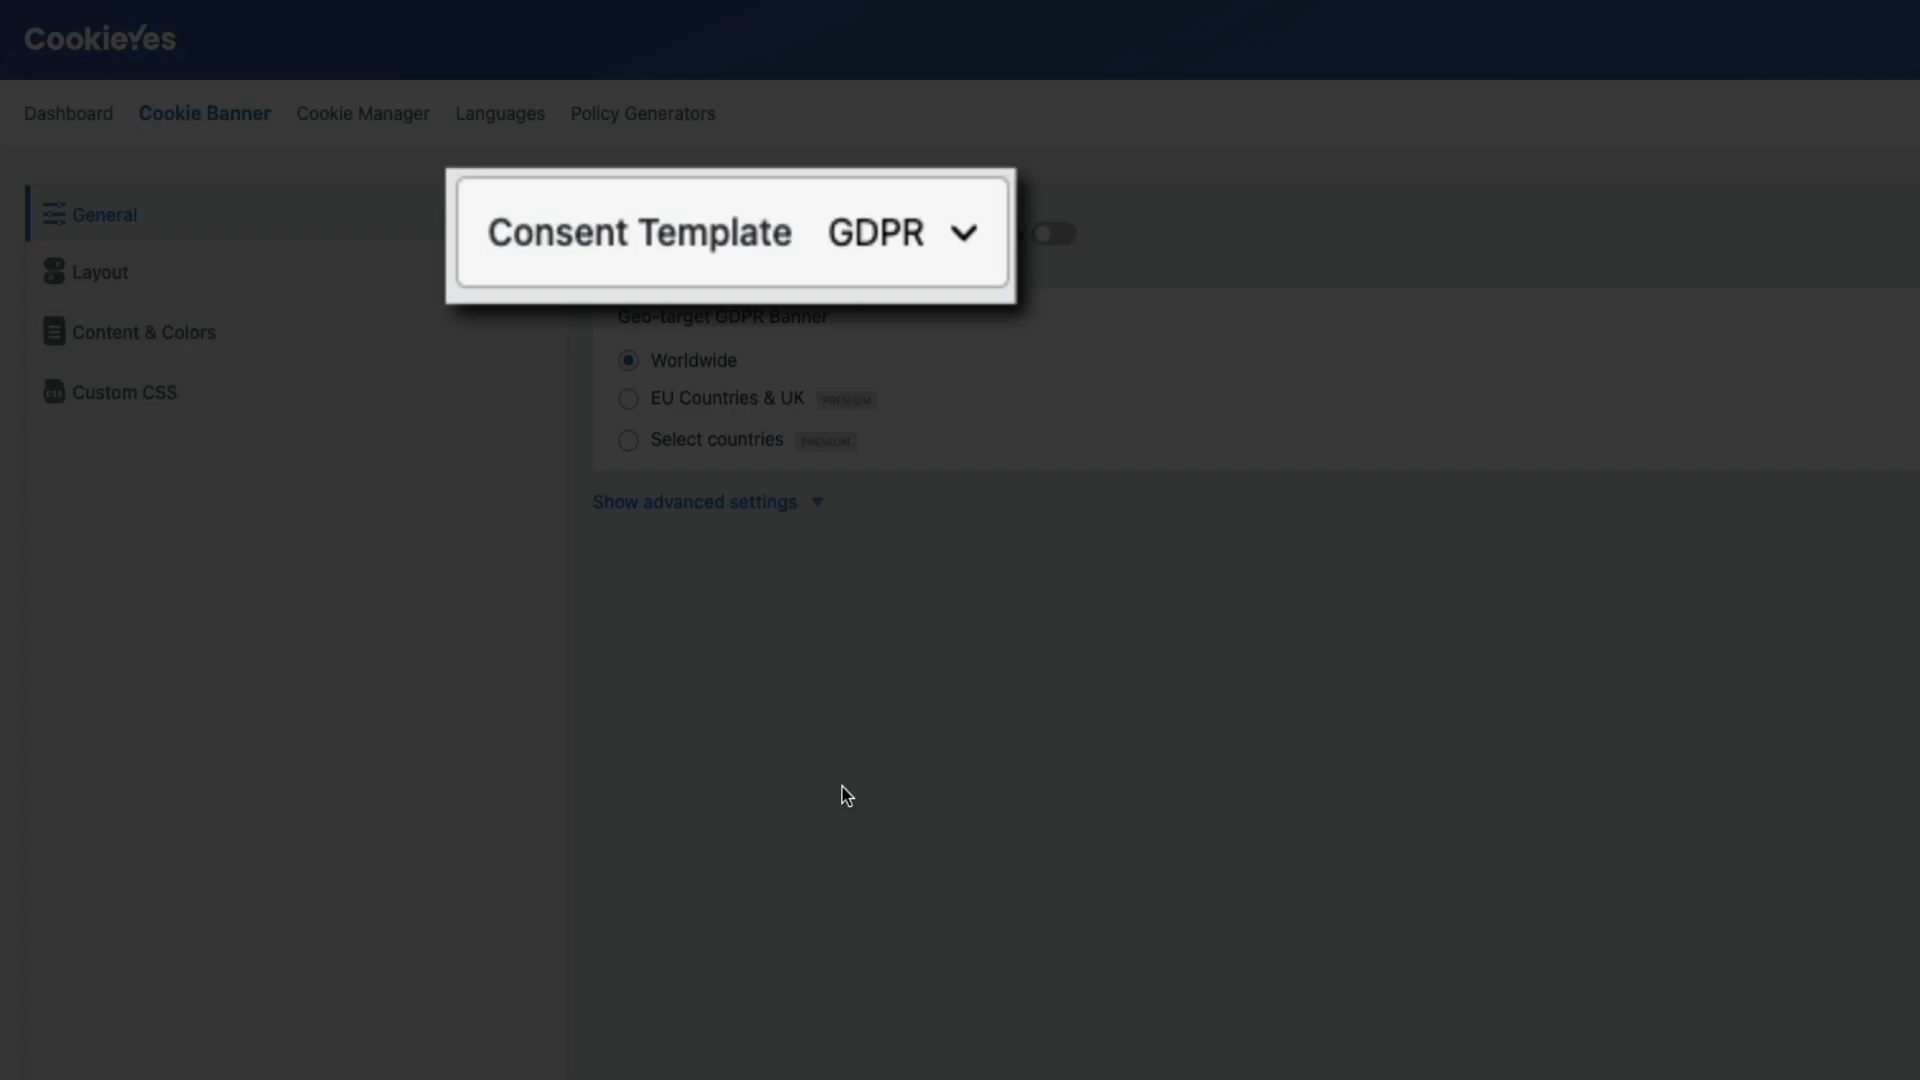 CookieYes
Dashboard Cookie Banner Cookie Manager Languages Policy Generators
General
Layout
Content & Colors
CSS Custom CSS
Consent Template GDPR
Geo-target GDPR Banner
Worldwide
EU Countries & UK PREMIUM
Select countries PREMIUM
Show advanced settings